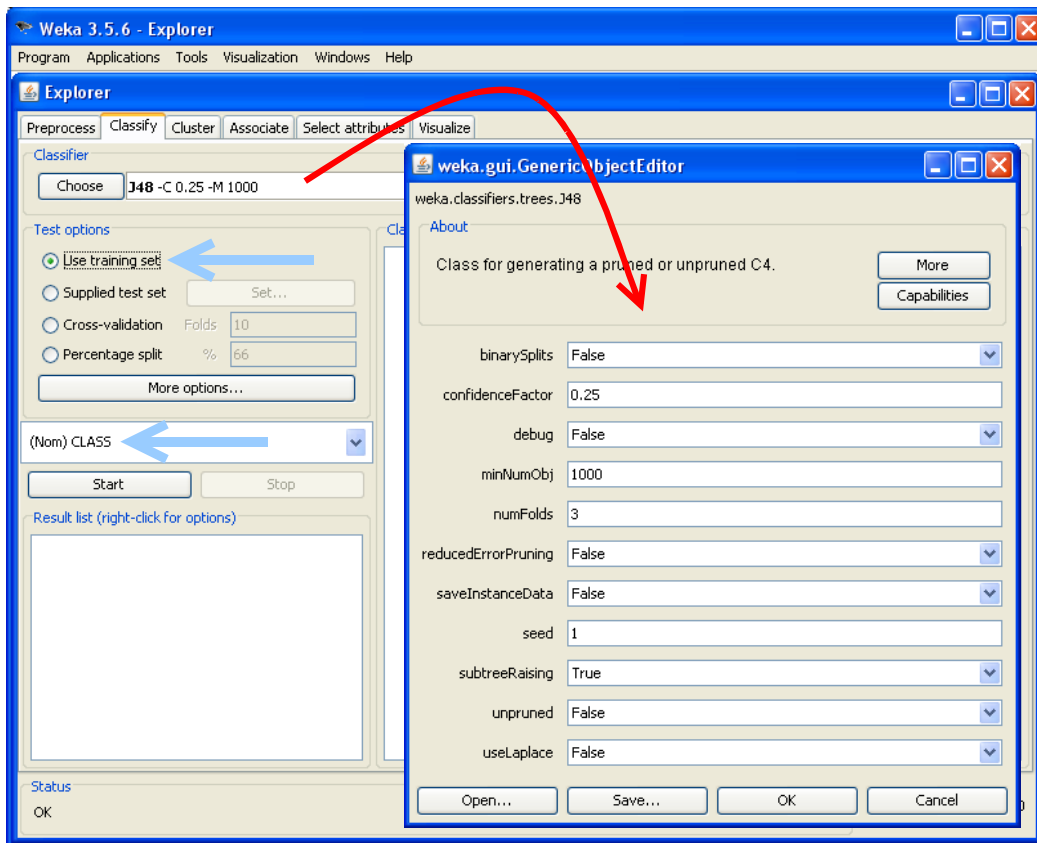 Weka 3.5.6 - Explorer
Program Applications Tools Visualization Windows Help
Explorer
Preprocess Classify Cluster Associate Select attributes Visualize
Classifier
Choose J48 -C 0.25 -M 1000
Test options
Use training set
Supplied test set Set...
Cross-validation Folds 10
Percentage split % 66
More options...
(Nom) CLASS
Start Stop
Result list (right-click for options)
Status
OK
weka.gui.GenericObjectEditor
weka.classifiers.trees.J48
About
Class for generating a pruned or unpruned C4.
More
Capabilities
binarySplits False
confidenceFactor 0.25
debug False
minNumObj 1000
numFolds 3
reducedErrorPruning False
saveInstanceData False
seed 1
subtreeRaising True
unpruned False
useLaplace False
Open... Save... OK Cancel